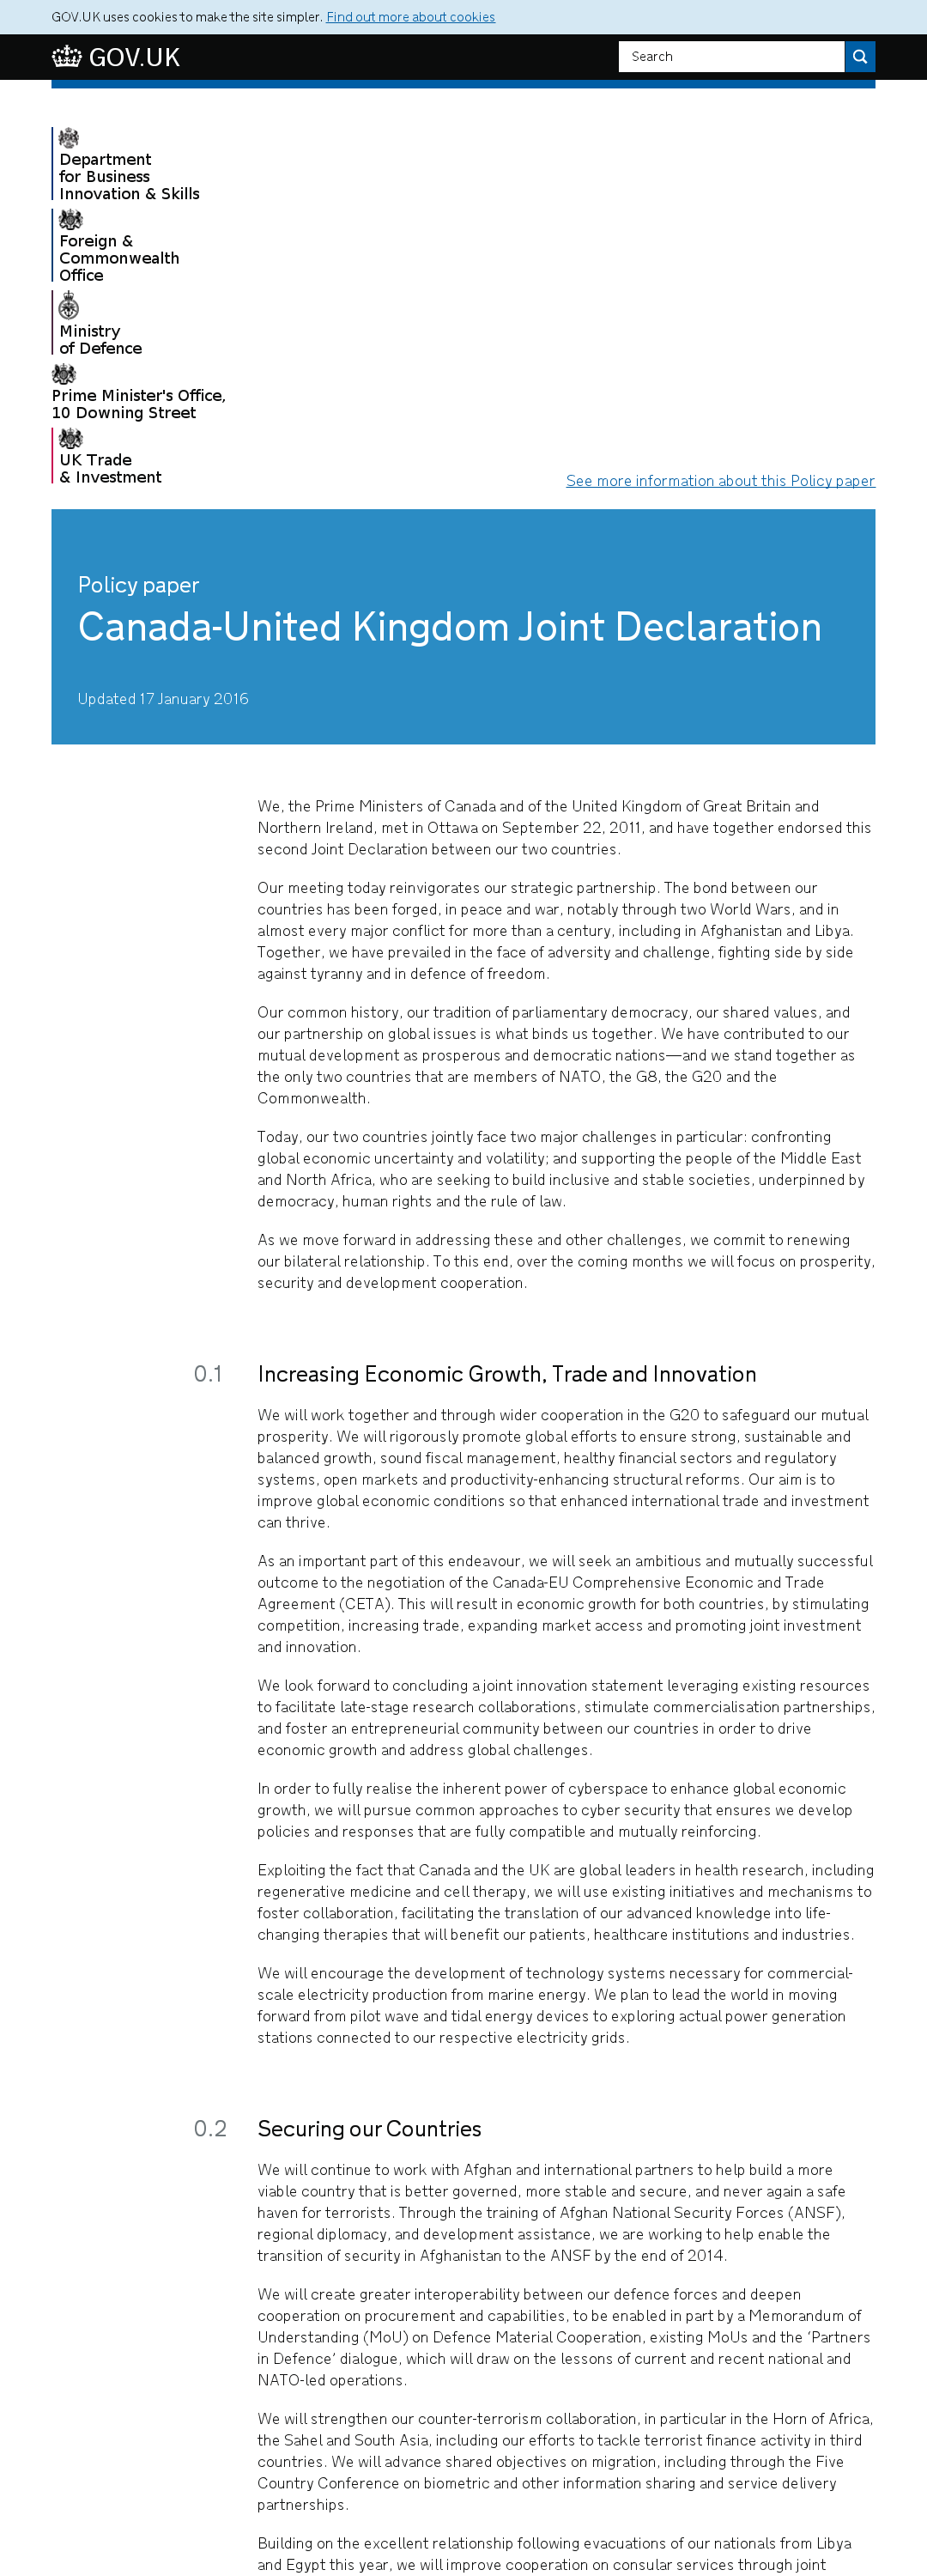 GOV.UK uses cookies to make the site simpler. Find out more about cookies
GOV.UK
Search
Department
for Business
Innovation & Skills
Foreign &
Commonwealth
Office
Ministry
of Defence
Prime Minister's Office,
10 Downing Street
UK Trade
& Investment
See more information about this Policy paper
Policy paper
Canada-United Kingdom Joint Declaration
Updated 17 January 2016
We, the Prime Ministers of Canada and of the United Kingdom of Great Britain and
Northern Ireland, met in Ottawa on September 22, 2011, and have together endorsed this
second Joint Declaration between our two countries.
Our meeting today reinvigorates our strategic partnership. The bond between our
countries has been forged, in peace and war, notably through two World Wars, and in
almost every major conflict for more than a century, including in Afghanistan and Libya.
Together, we have prevailed in the face of adversity and challenge, fighting side by side
against tyranny and in defence of freedom.
Our common history, our tradition of parliamentary democracy, our shared values, and
our partnership on global issues is what binds us together. We have contributed to our
mutual development as prosperous and democratic nations—and we stand together as
the only two countries that are members of NATO, the G8, the G20 and the
Commonwealth.
Today, our two countries jointly face two major challenges in particular: confronting
global economic uncertainty and volatility; and supporting the people of the Middle East
and North Africa, who are seeking to build inclusive and stable societies, underpinned by
democracy, human rights and the rule of law.
As we move forward in addressing these and other challenges, we commit to renewing
our bilateral relationship. To this end, over the coming months we will focus on prosperity,
security and development cooperation.
0.1 Increasing Economic Growth, Trade and Innovation
We will work together and through wider cooperation in the G20 to safeguard our mutual
prosperity. We will rigorously promote global efforts to ensure strong, sustainable and
balanced growth, sound fiscal management, healthy financial sectors and regulatory
systems, open markets and productivity-enhancing structural reforms. Our aim is to
improve global economic conditions so that enhanced international trade and investment
can thrive.
As an important part of this endeavour, we will seek an ambitious and mutually successful
outcome to the negotiation of the Canada-EU Comprehensive Economic and Trade
Agreement (CETA). This will result in economic growth for both countries, by stimulating
competition, increasing trade, expanding market access and promoting joint investment
and innovation.
We look forward to concluding a joint innovation statement leveraging existing resources
to facilitate late-stage research collaborations, stimulate commercialisation partnerships,
and foster an entrepreneurial community between our countries in order to drive
economic growth and address global challenges.
In order to fully realise the inherent power of cyberspace to enhance global economic
growth, we will pursue common approaches to cyber security that ensures we develop
policies and responses that are fully compatible and mutually reinforcing.
Exploiting the fact that Canada and the UK are global leaders in health research, including
regenerative medicine and cell therapy, we will use existing initiatives and mechanisms to
foster collaboration, facilitating the translation of our advanced knowledge into life-
changing therapies that will benefit our patients, healthcare institutions and industries.
We will encourage the development of technology systems necessary for commercial-
scale electricity production from marine energy. We plan to lead the world in moving
forward from pilot wave and tidal energy devices to exploring actual power generation
stations connected to our respective electricity grids.
0.2 Securing our Countries
We will continue to work with Afghan and international partners to help build a more
viable country that is better governed, more stable and secure, and never again a safe
haven for terrorists. Through the training of Afghan National Security Forces (ANSF),
regional diplomacy, and development assistance, we are working to help enable the
transition of security in Afghanistan to the ANSF by the end of 2014.
We will create greater interoperability between our defence forces and deepen
cooperation on procurement and capabilities, to be enabled in part by a Memorandum of
Understanding (MoU) on Defence Material Cooperation, existing MoUs and the ‘Partners
in Defence’ dialogue, which will draw on the lessons of current and recent national and
NATO-led operations.
We will strengthen our counter-terrorism collaboration, in particular in the Horn of Africa,
the Sahel and South Asia, including our efforts to tackle terrorist finance activity in third
countries. We will advance shared objectives on migration, including through the Five
Country Conference on biometric and other information sharing and service delivery
partnerships.
Building on the excellent relationship following evacuations of our nationals from Libya
and Egypt this year, we will improve cooperation on consular services through joint